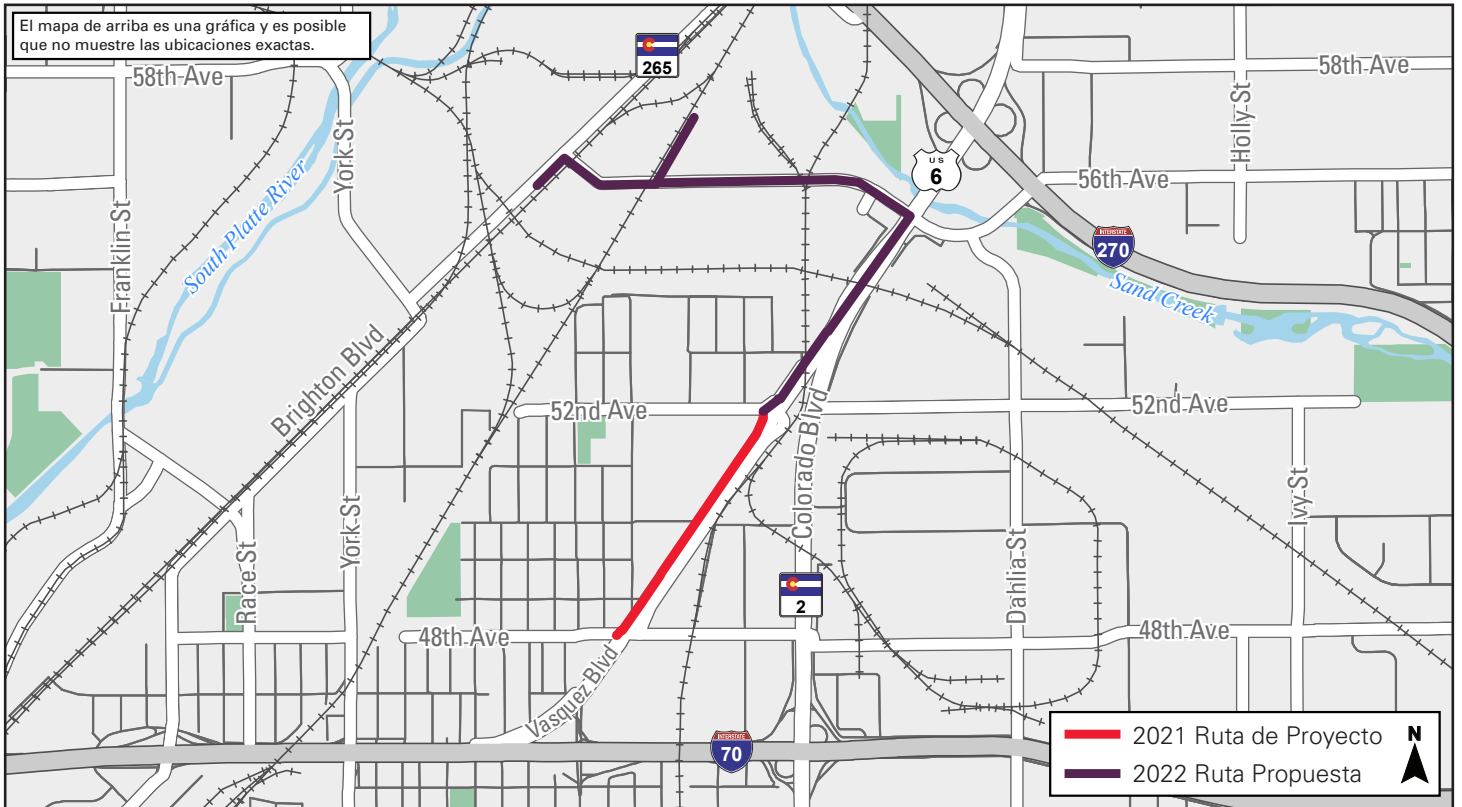 El mapa de arriba es una gráfica y es posible
que no muestre las ubicaciones exactas.
265
58th Ave
58th Ave
York St
Holly St
South Platte River
US
6
56th Ave
Franklin St
INTERSTATE
270
Sand Creek
Brighton Blvd
52nd Ave
52nd Ave
Colorado Blvd
Ivy St
York St
Race St
Dahlia St
2
48th Ave
48th Ave
Vasquez Blvd
INTERSTATE
70
2021 Ruta de Proyecto
2022 Ruta Propuesta
N